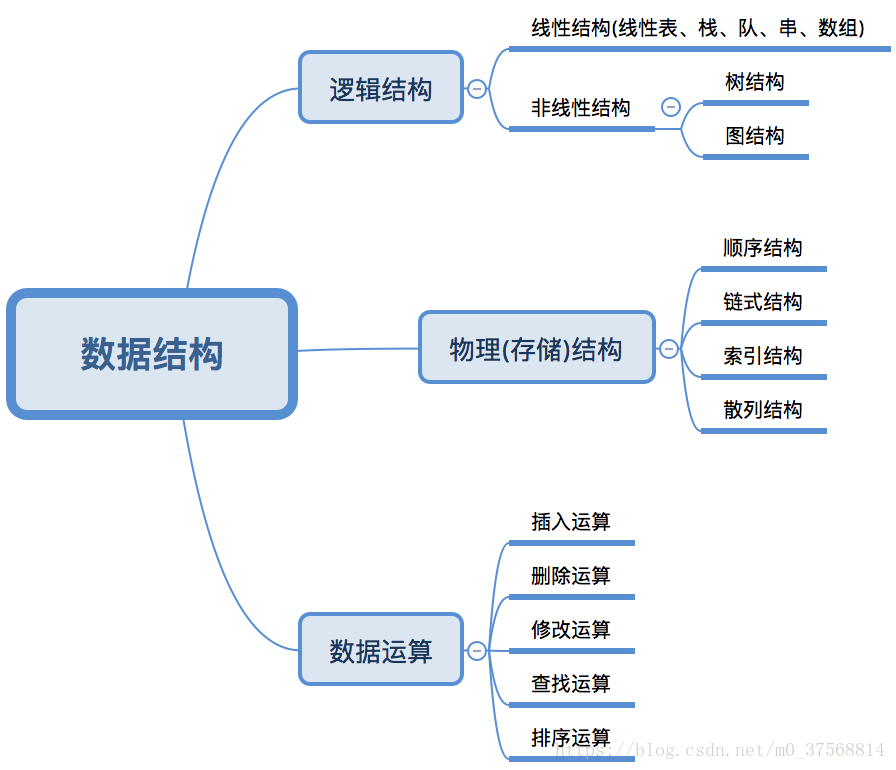 线性结构(线性表、栈、队、串、数组)
逻辑结构
树结构
非线性结构
图结构
顺序结构
链式结构
数据结构
物理(存储)结构
索引结构
散列结构
插入运算
删除运算
修改运算
数据运算
查找运算
排序运算
https://blog.csdn.net/m0_37568814